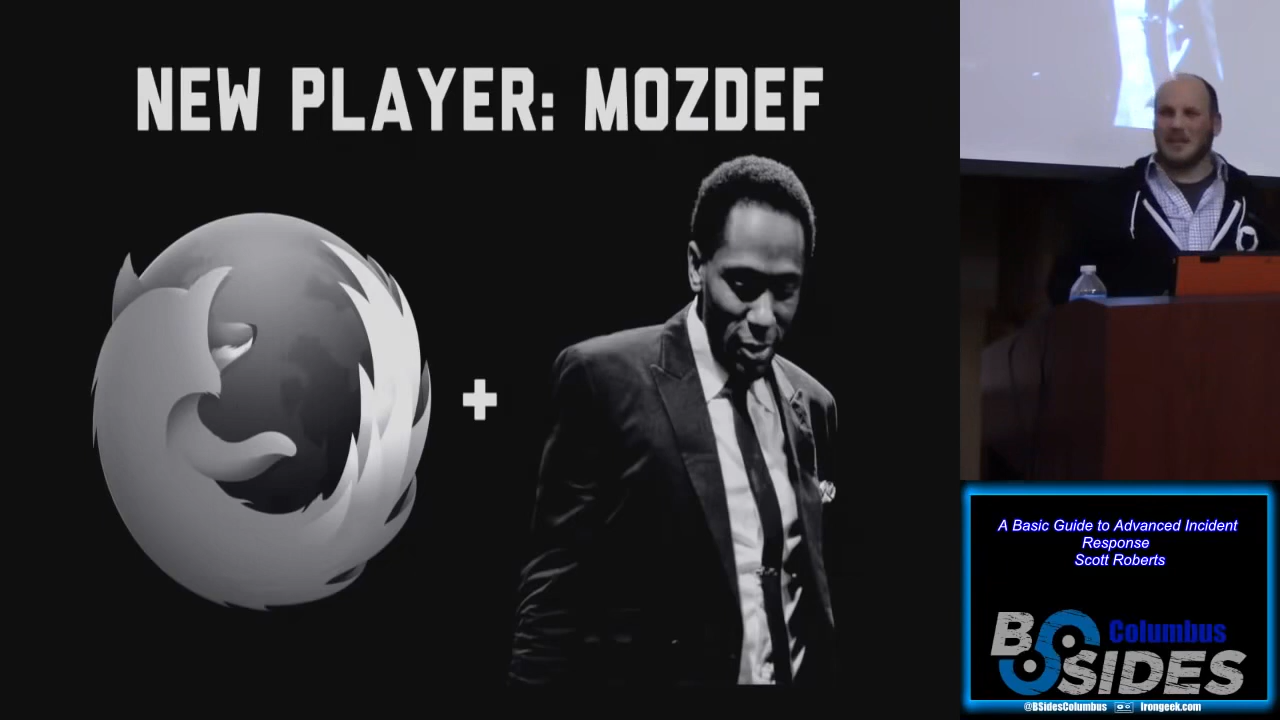 NEW PLAYER: MOZDEF
+
A Basic Guide to Advanced Incident
Response
Scott Roberts
BSIDES
Columbus
@BSidesColumbus Irongeek.com